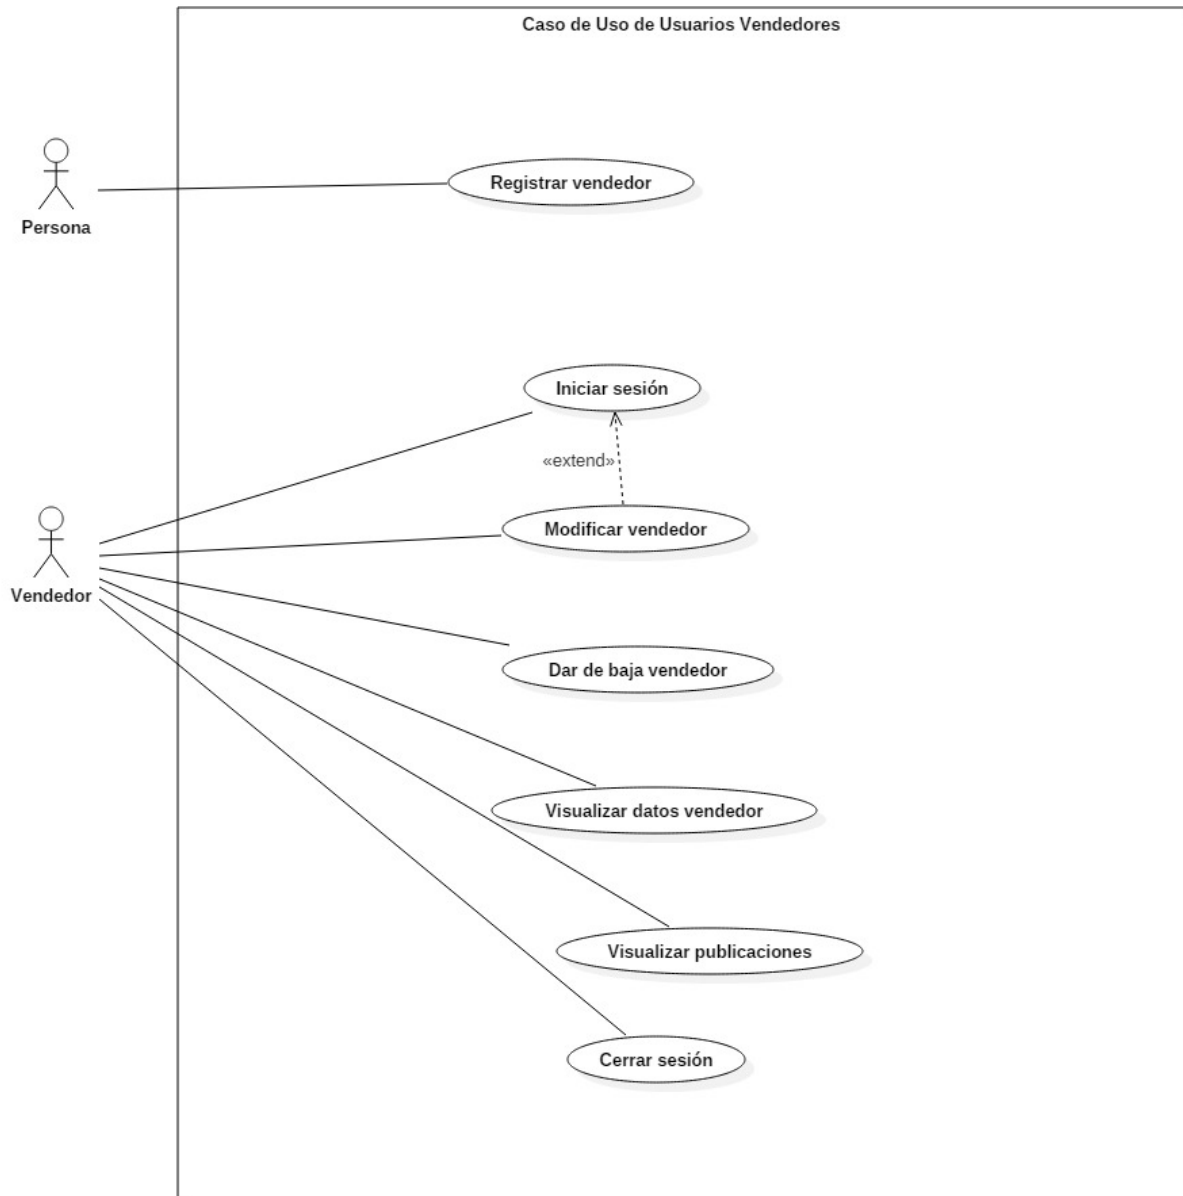 Caso de Uso de Usuarios Vendedores
Registrar vendedor
Persona
Iniciar sesión
«extend»
Modificar vendedor
Vendedor
Dar de baja vendedor
Visualizar datos vendedor
Visualizar publicaciones
Cerrar sesión